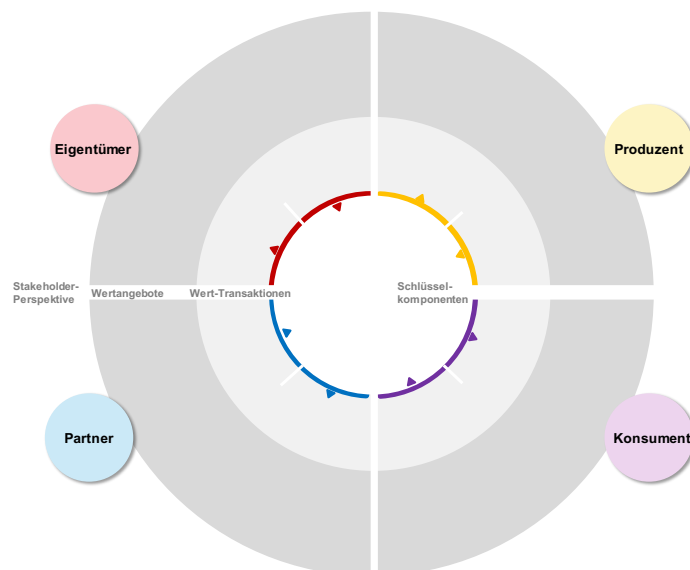 Eigentümer
Produzent
Stakeholder-
Perspektive
Wertangebote
Wert-Transaktionen
Schlüssel-
komponenten
Partner
Konsument